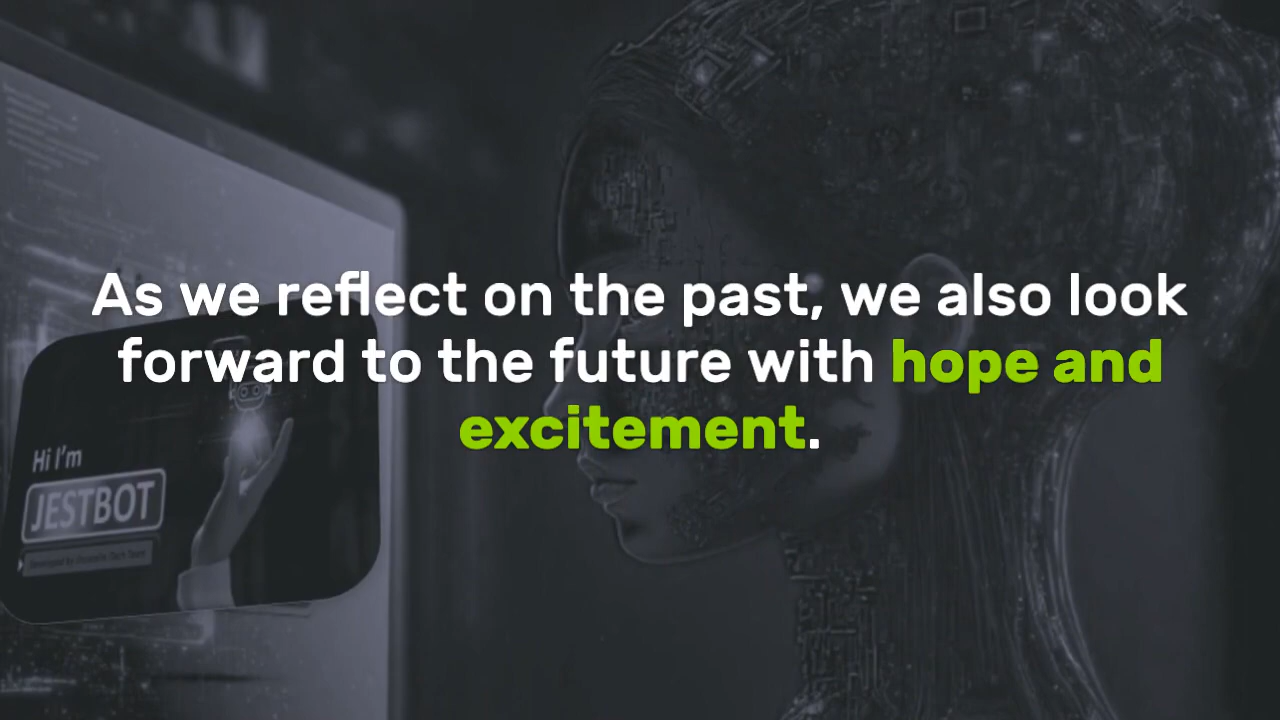 As we reflect on the past, we also look
forward to the future with hope and
excitement.
Hi I'm
JESTBOT